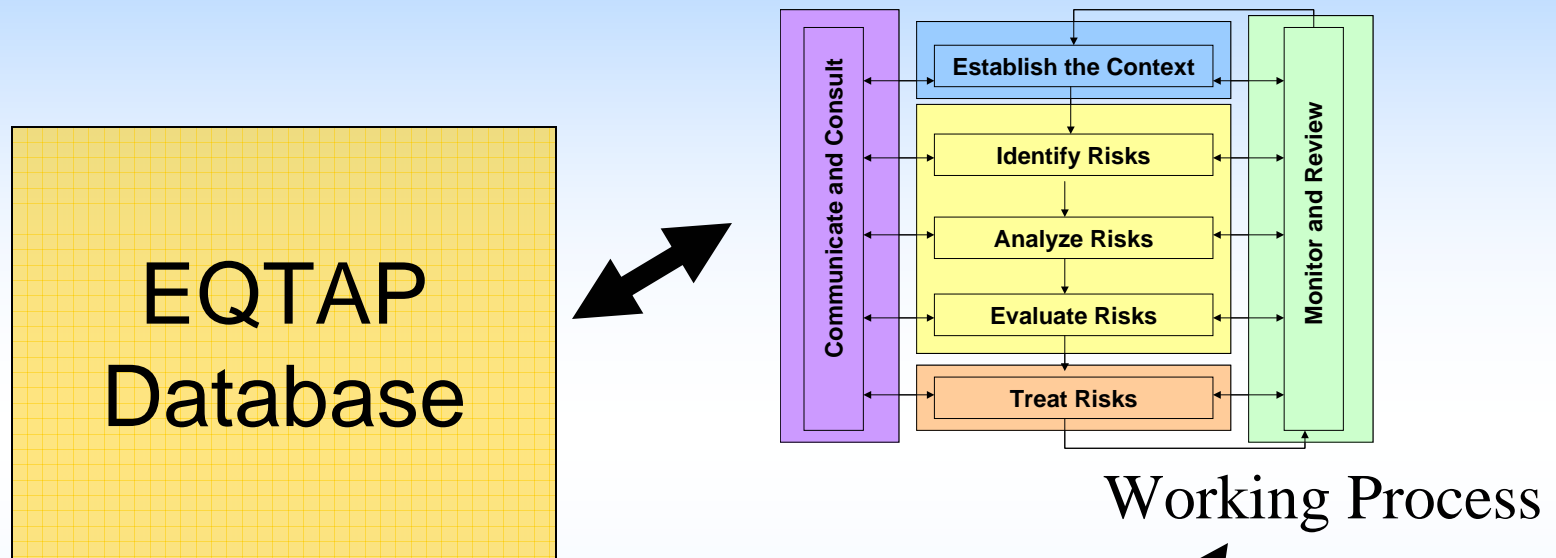 EQTAP
Database
Communicate and Consult
Establish the Context
Identify Risks
Analyze Risks
Evaluate Risks
Treat Risks
Monitor and Review
Working Process